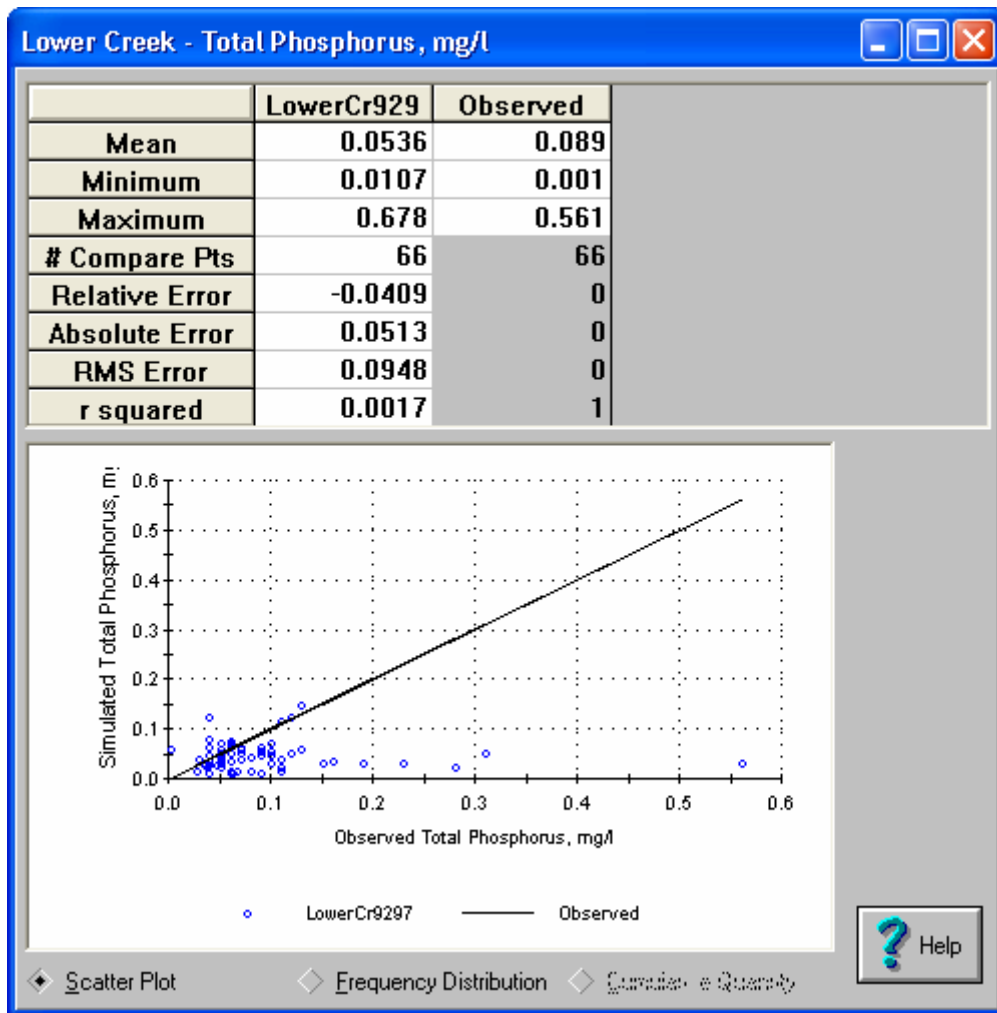 Lower Creek - Total Phosphorus, mg/l
LowerCr929 Observed
Mean 0.0536 0.089
Minimum 0.0107 0.001
Maximum 0.678 0.561
# Compare Pts 66 66
Relative Error -0.0409 0
Absolute Error 0.0513 0
RMS Error 0.0948 0
r squared 0.0017 1
Simulated Total Phosphorus,
0.6
0.5
0.4
0.3
0.2
0.1
0.0
0.0 0.1 0.2 0.3 0.4 0.5 0.6
Observed Total Phosphorus, mg/l
LowerCr9297 Observed
? Help
Scatter Plot Frequency Distribution